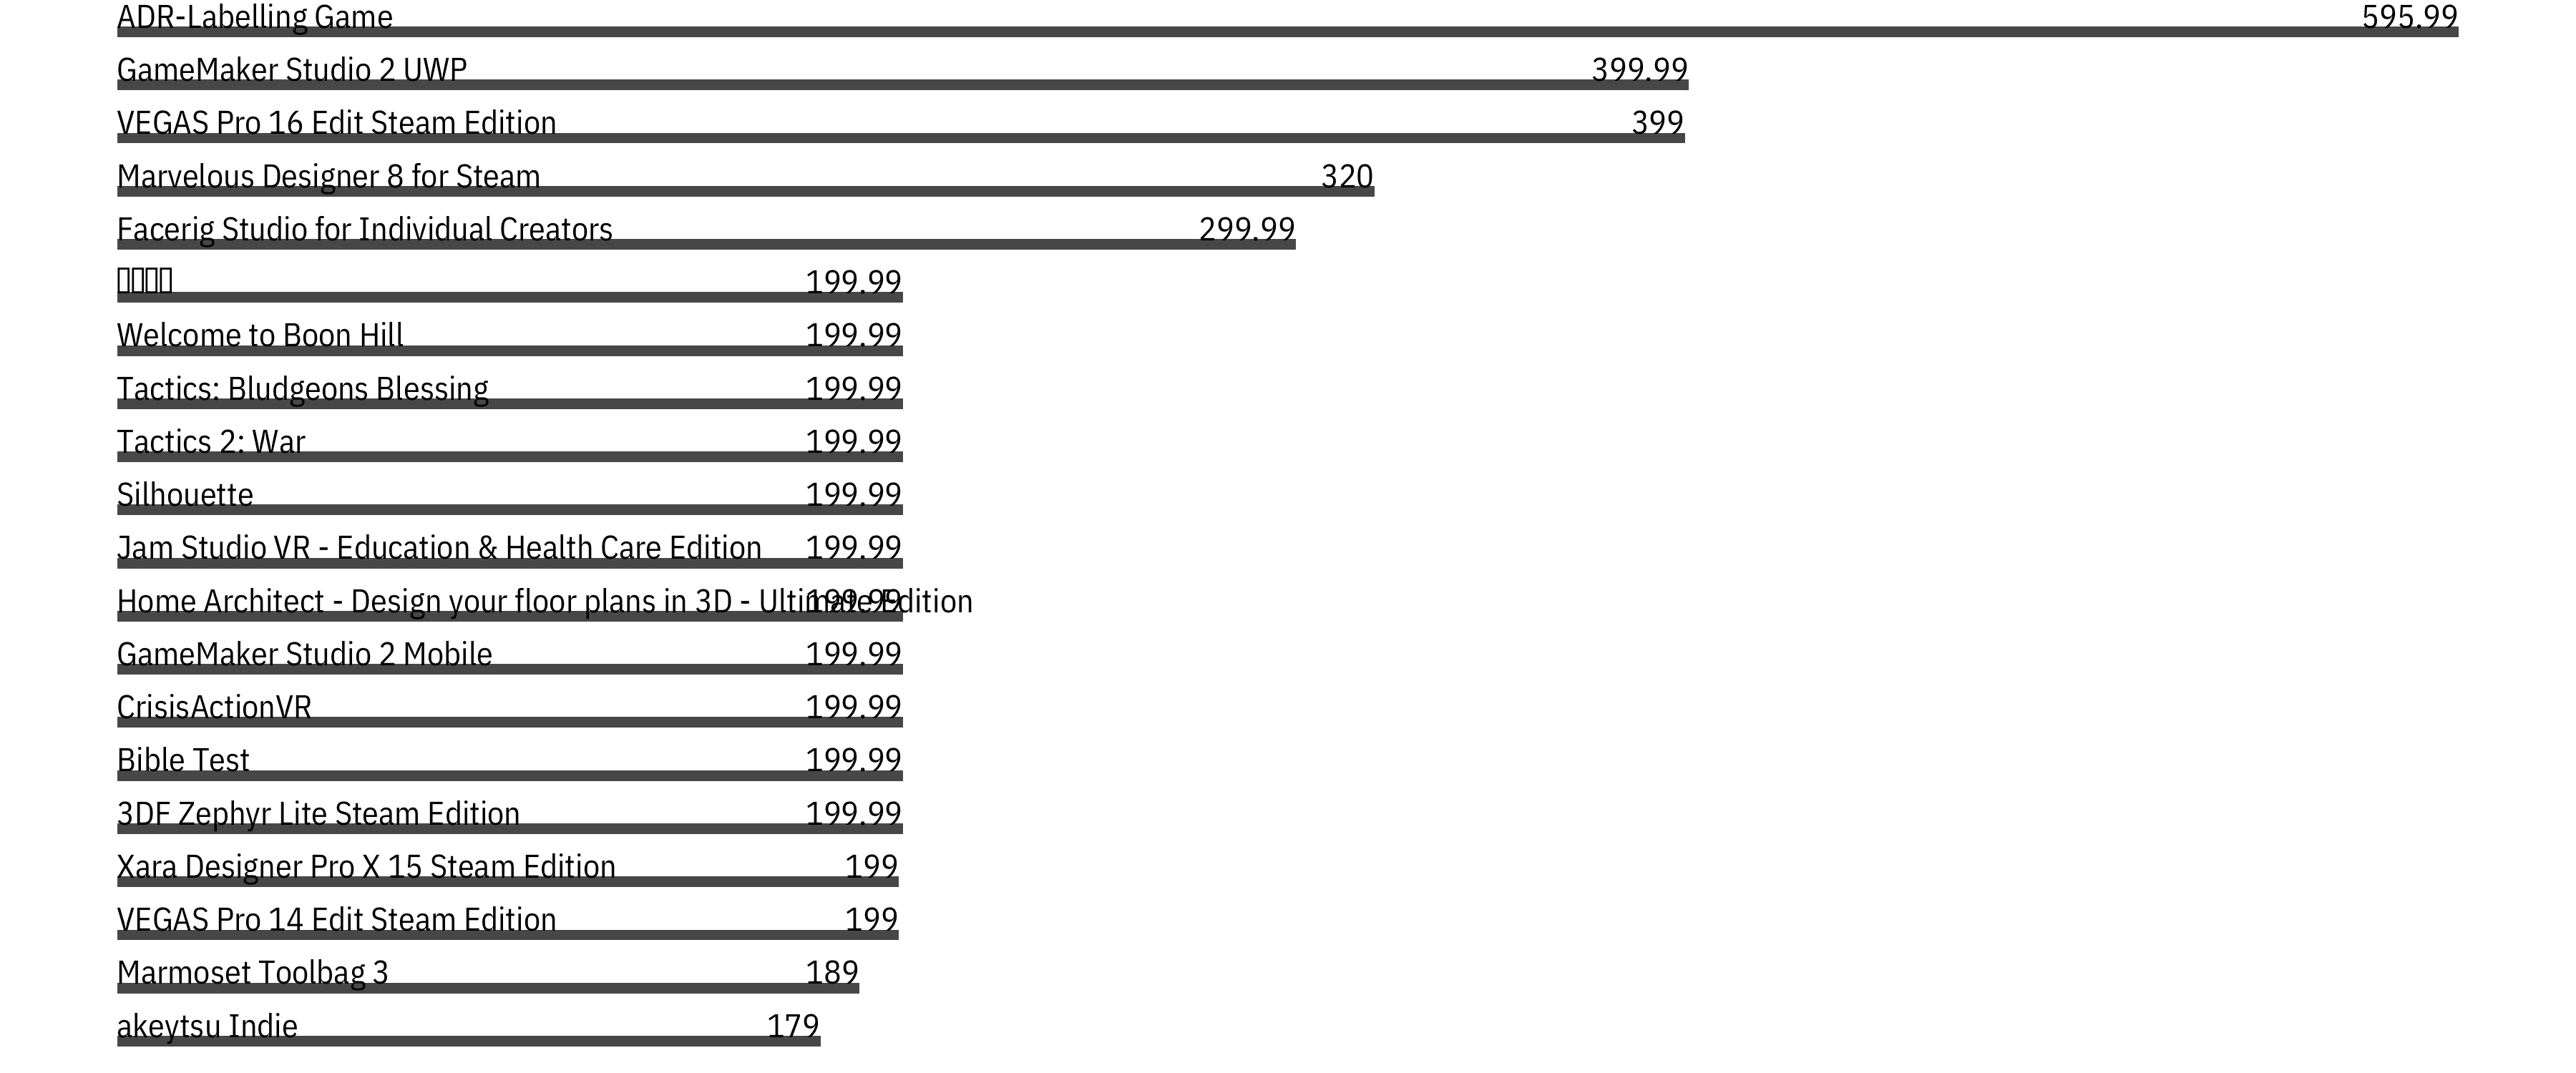 ADR-Labelling Game 595.99
GameMaker Studio 2 UWP 399.99
VEGAS Pro 16 Edit Steam Edition 399
Marvelous Designer 8 for Steam 320
Facerig Studio for Individual Creators 299.99
199.99
Welcome to Boon Hill 199.99
Tactics: Bludgeons Blessing 199.99
Tactics 2: War 199.99
Silhouette 199.99
Jam Studio VR - Education & Health Care Edition 199.99
Home Architect - Design your floor plans in 3D - Ultimate Edition 199.99
GameMaker Studio 2 Mobile 199.99
CrisisActionVR 199.99
Bible Test 199.99
3DF Zephyr Lite Steam Edition 199.99
Xara Designer Pro X 15 Steam Edition 199
VEGAS Pro 14 Edit Steam Edition 199
Marmoset Toolbag 3 189
akeytsu Indie 179